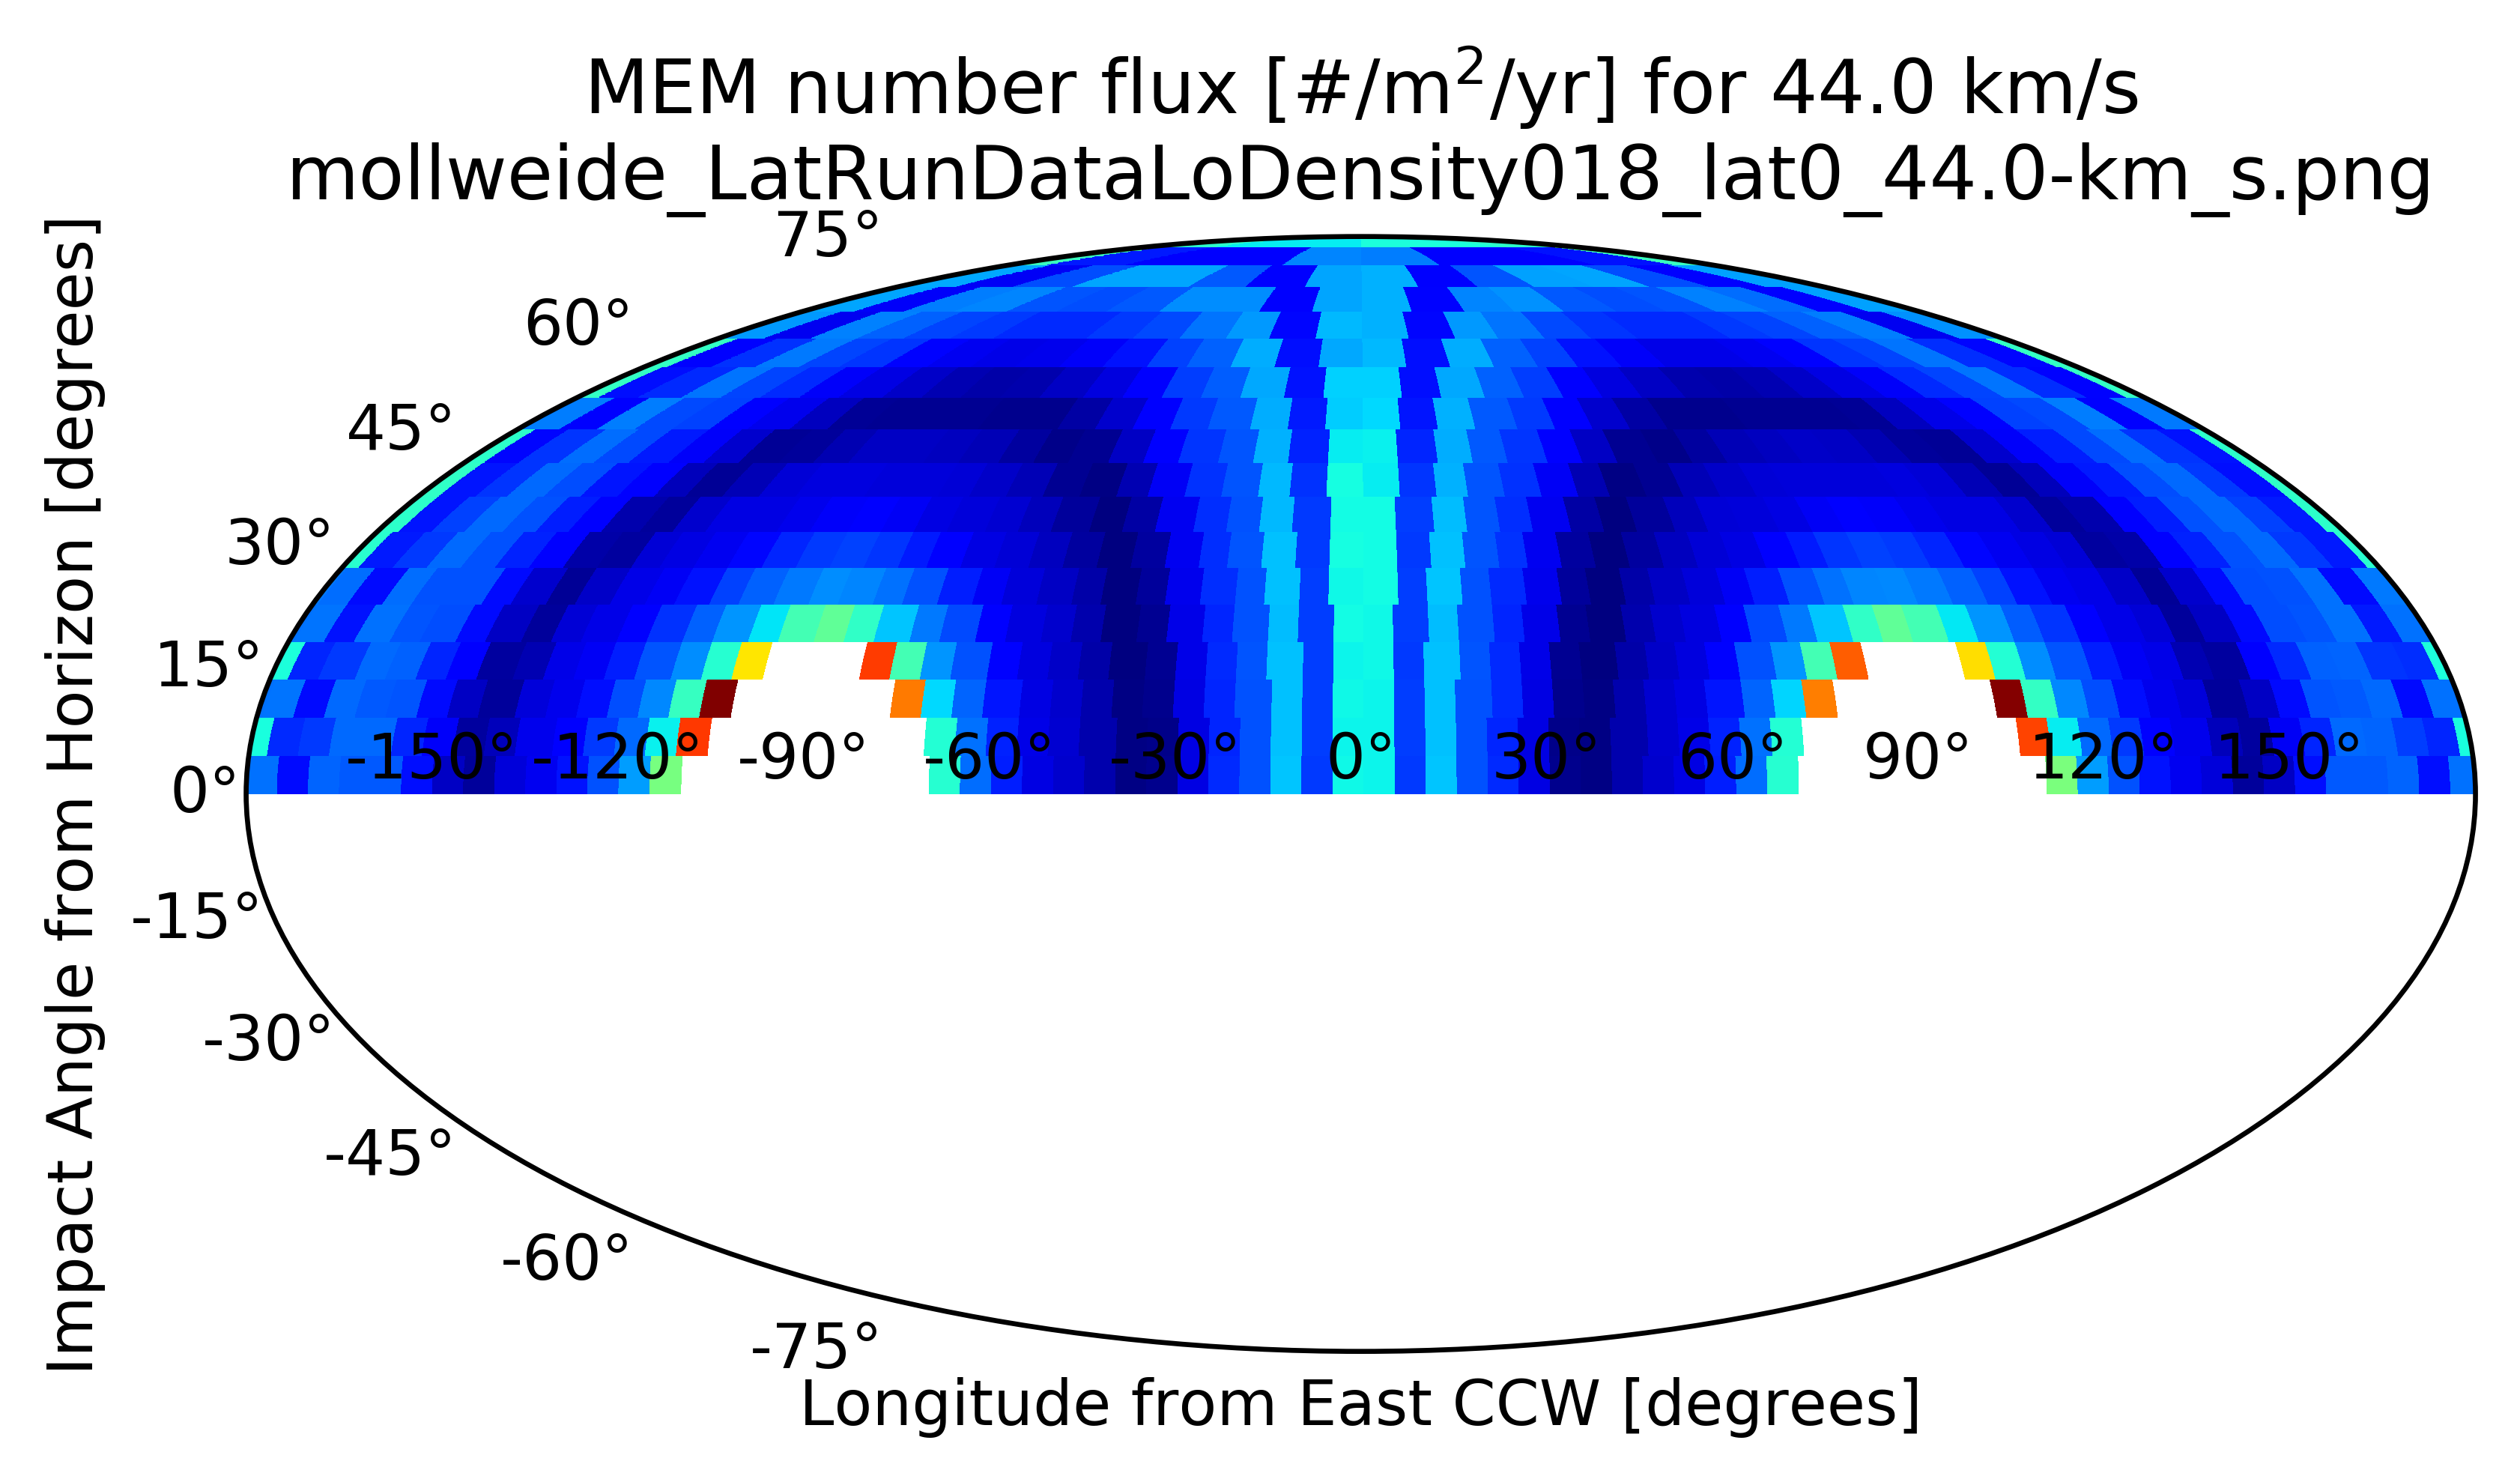 MEM number flux [#/m²/yr] for 44.0 km/s
mollweide_LatRunDataLoDensity018_lat0_44.0-km_s.png
75°
60°
45°
30°
15°
0°
-15°
-30°
-45°
-60°
-75°
-150° -120° -90° -60° -30° 0° 30° 60° 90° 120° 150°
Impact Angle from Horizon [degrees]
Longitude from East CCW [degrees]